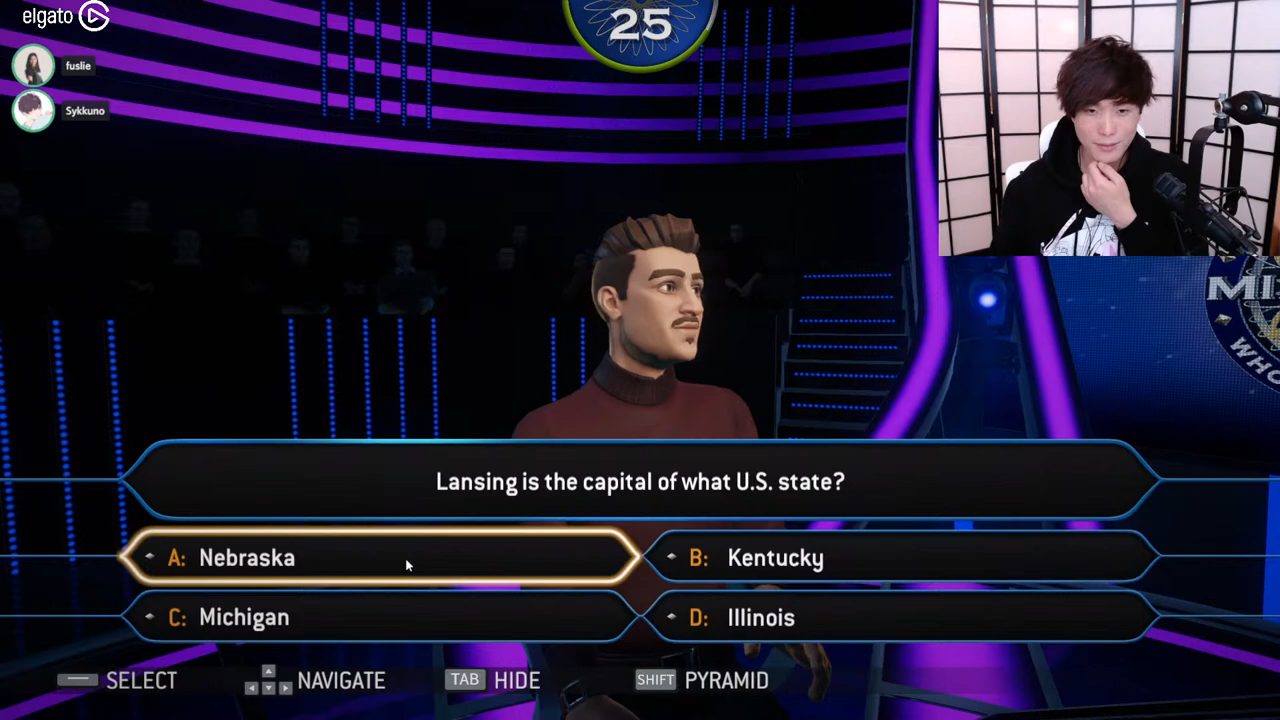 elgato
25
fuslie
Sykkuno
WHO
Lansing is the capital of what U.S. state?
A: Nebraska
B: Kentucky
C: Michigan
D: Illinois
SELECT
NAVIGATE
TAB HIDE
SHIFT PYRAMID